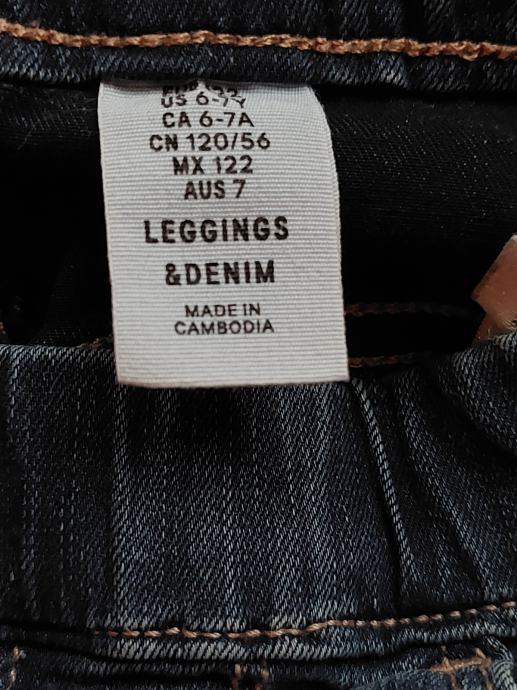 US 6-7Y
CA 6-7A
CN 120/56
MX 122
AUS 7
LEGGINGS
&DENIM
MADE IN
CAMBODIA